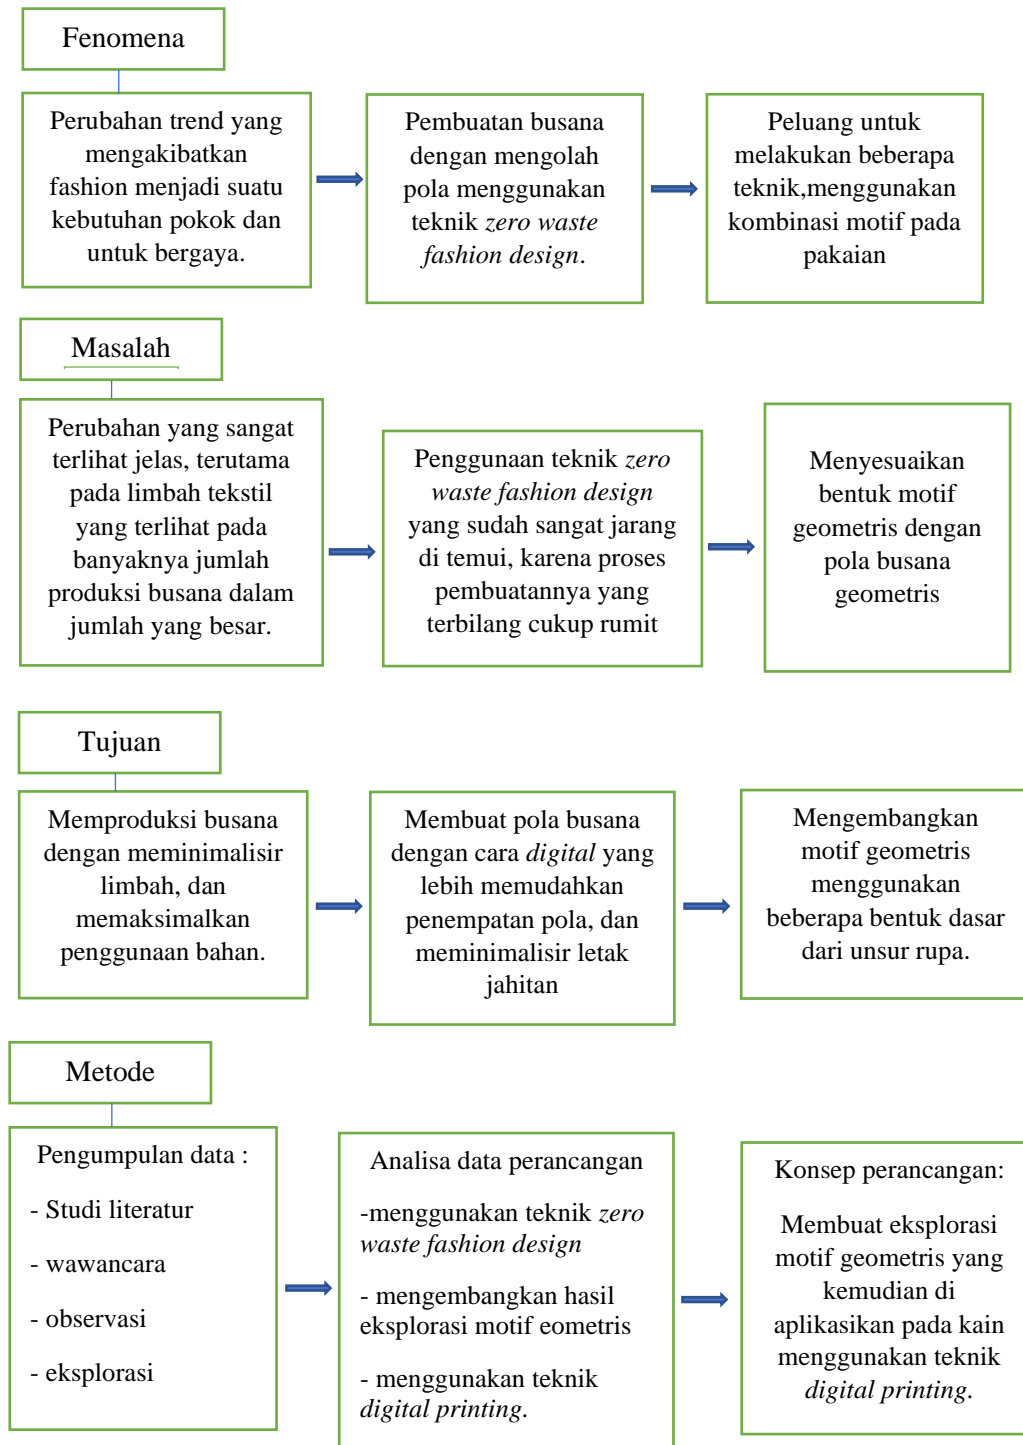 Fenomena
Perubahan trend yang
mengakibatkan
fashion menjadi suatu
kebutuhan pokok dan
untuk bergaya.
Pembuatan busana
dengan mengolah
pola menggunakan
teknik zero waste
fashion design.
Peluang untuk
melakukan beberapa
teknik,menggunakan
kombinasi motif pada
pakaian
Masalah
Perubahan yang sangat
terlihat jelas, terutama
pada limbah tekstil
yang terlihat pada
banyaknya jumlah
produksi busana dalam
jumlah yang besar.
Penggunaan teknik zero
waste fashion design
yang sudah sangat jarang
di temui, karena proses
pembuatannya yang
terbilang cukup rumit
Menyesuaikan
bentuk motif
geometris dengan
pola busana
geometris
Tujuan
Memproduksi busana
dengan meminimalisir
limbah, dan
memaksimalkan
penggunaan bahan.
Membuat pola busana
dengan cara digital yang
lebih memudahkan
penempatan pola, dan
meminimalisir letak
jahitan
Mengembangkan
motif geometris
menggunakan
beberapa bentuk dasar
dari unsur rupa.
Metode
Pengumpulan data :
- Studi literatur
- wawancara
- observasi
- eksplorasi
Analisa data perancangan
-menggunakan teknik zero
waste fashion design
- mengembangkan hasil
eksplorasi motif eometris
- menggunakan teknik
digital printing.
Konsep perancangan:
Membuat eksplorasi
motif geometris yang
kemudian di
aplikasikan pada kain
menggunakan teknik
digital printing.